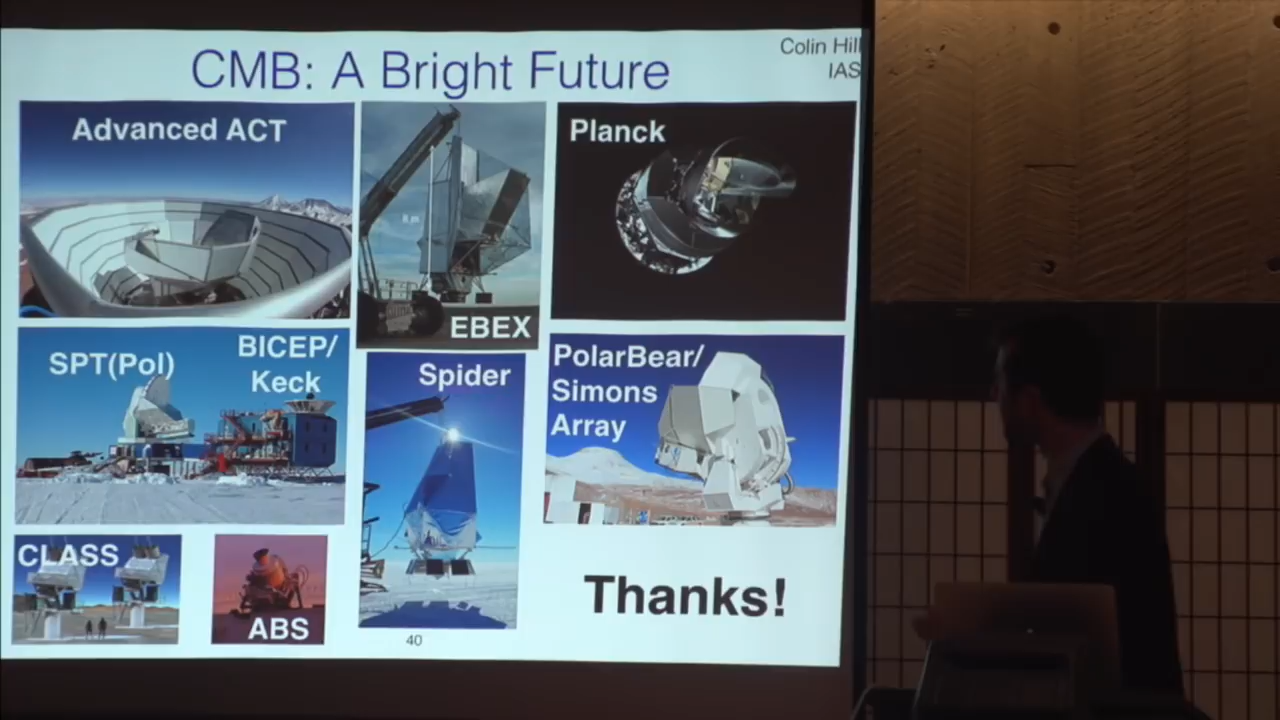 Colin Hill
IAS
CMB: A Bright Future
Advanced ACT
EBEX
Planck
SPT(Pol)
BICEP/
Keck
Spider
PolarBear/
Simons
Array
CLASS
ABS
Thanks!
40